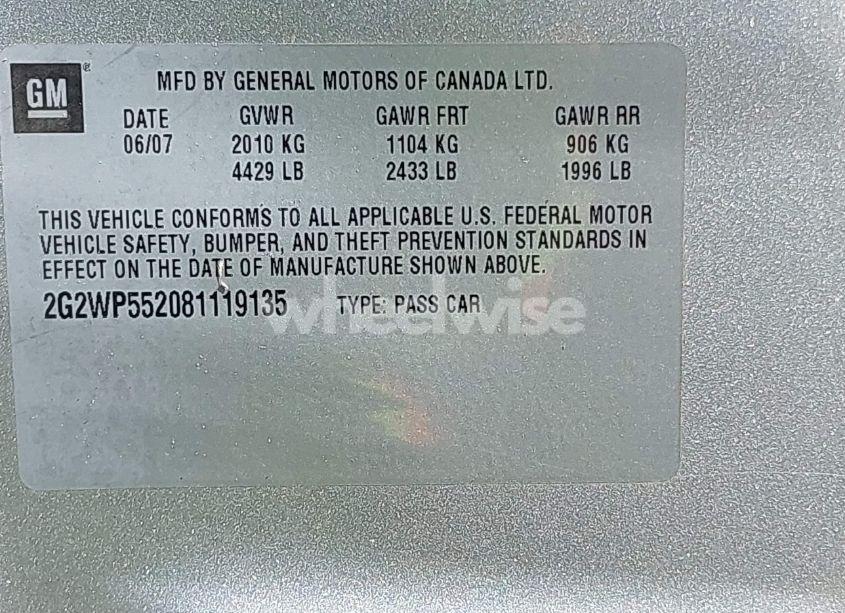 GM®
MFD BY GENERAL MOTORS OF CANADA LTD.
DATE GVWR GAWR FRT GAWR RR
06/07 2010 KG 1104 KG 906 KG
4429 LB 2433 LB 1996 LB
THIS VEHICLE CONFORMS TO ALL APPLICABLE U.S. FEDERAL MOTOR
VEHICLE SAFETY, BUMPER, AND THEFT PREVENTION STANDARDS IN
EFFECT ON THE DATE OF MANUFACTURE SHOWN ABOVE.
2G2WP552081119135 TYPE: PASS CAR
wheelwise